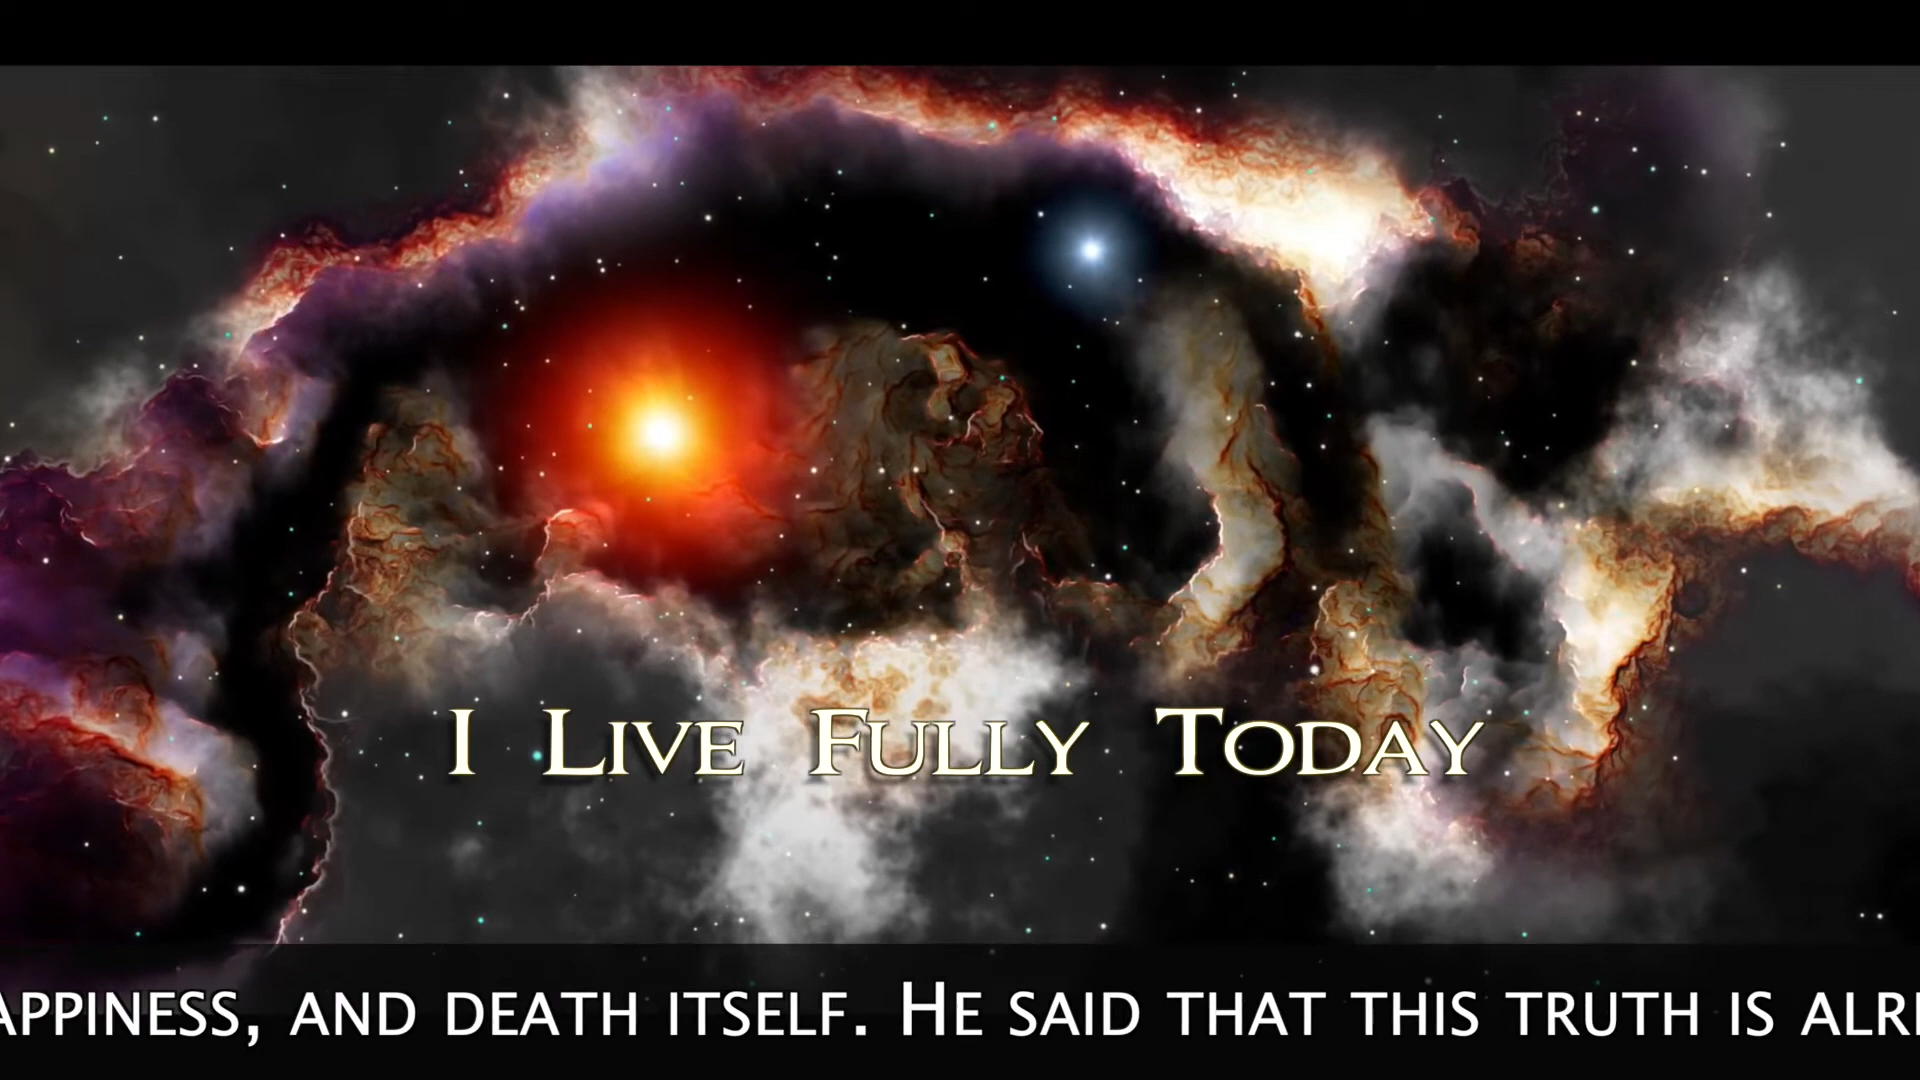 I Live Fully Today
appiness, and death itself. He said that this truth is alr